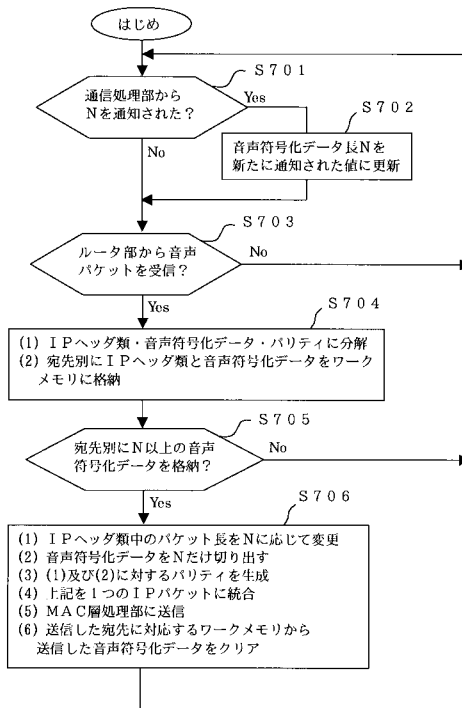 はじめ
S701
通信処理部から
Nを通知された?
Yes
S702
音声符号化データ長Nを
新たに通知された値に更新
No
S703
ルータ部から音声
パケットを受信?
No
Yes
S704
(1) IPヘッダ類・音声符号化データ・パリティに分解
(2) 宛先別にIPヘッダ類と音声符号化データをワーク
メモリに格納
S705
宛先別にN以上の音声
符号化データを格納?
No
Yes
S706
(1) IPヘッダ類中のパケット長をNに応じて変更
(2) 音声符号化データをNだけ切り出す
(3) (1)及び(2)に対するパリティを生成
(4) 上記を1つのIPパケットに統合
(5) MAC層処理部に送信
(6) 送信した宛先に対応するワークメモリから
送信した音声符号化データをクリア